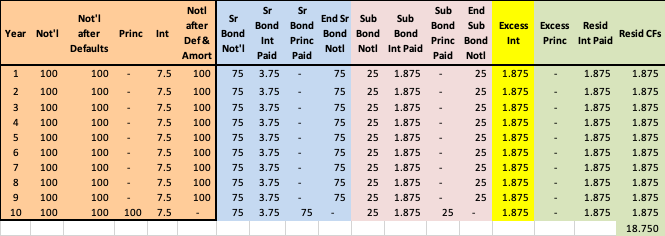 Year Not'l Not'l after Defaults Princ Int Notl after Def & Amort Sr Bond Not'l Sr Bond Int Paid Sr Bond Princ Paid End Sr Bond Notl Sub Bond Notl Sub Bond Int Paid Sub Bond Princ Paid End Sub Bond Notl Excess Int Excess Princ Resid Int Paid Resid CFs
1 100 100 - 7.5 100 75 3.75 - 75 25 1.875 - 25 1.875 - 1.875 1.875
2 100 100 - 7.5 100 75 3.75 - 75 25 1.875 - 25 1.875 - 1.875 1.875
3 100 100 - 7.5 100 75 3.75 - 75 25 1.875 - 25 1.875 - 1.875 1.875
4 100 100 - 7.5 100 75 3.75 - 75 25 1.875 - 25 1.875 - 1.875 1.875
5 100 100 - 7.5 100 75 3.75 - 75 25 1.875 - 25 1.875 - 1.875 1.875
6 100 100 - 7.5 100 75 3.75 - 75 25 1.875 - 25 1.875 - 1.875 1.875
7 100 100 - 7.5 100 75 3.75 - 75 25 1.875 - 25 1.875 - 1.875 1.875
8 100 100 - 7.5 100 75 3.75 - 75 25 1.875 - 25 1.875 - 1.875 1.875
9 100 100 - 7.5 100 75 3.75 - 75 25 1.875 - 25 1.875 - 1.875 1.875
10 100 100 100 7.5 - 75 3.75 75 - 25 1.875 25 - 1.875 - 1.875 1.875
18.750